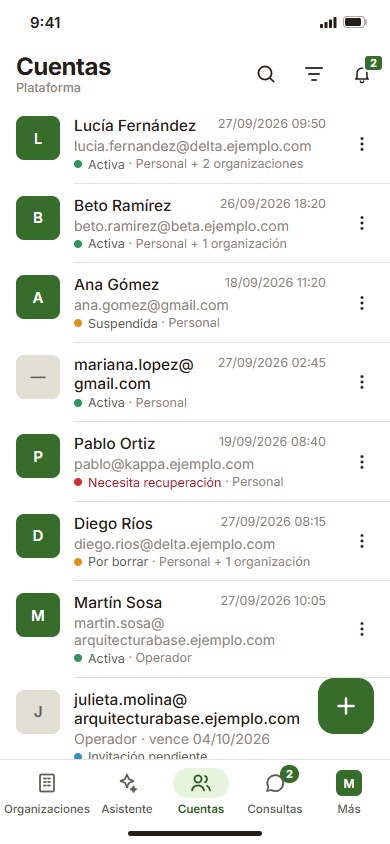 9:41
Cuentas
Plataforma
2
L
Lucía Fernández 27/09/2026 09:50
lucia.fernandez@delta.ejemplo.com
Activa · Personal + 2 organizaciones
B
Beto Ramírez 26/09/2026 18:20
beto.ramirez@beta.ejemplo.com
Activa · Personal + 1 organización
A
Ana Gómez 18/09/2026 11:20
ana.gomez@gmail.com
Suspendida · Personal
—
mariana.lopez@ 27/09/2026 02:45
gmail.com
Activa · Personal
P
Pablo Ortiz 19/09/2026 08:40
pablo@kappa.ejemplo.com
Necesita recuperación · Personal
D
Diego Ríos 27/09/2026 08:15
diego.rios@delta.ejemplo.com
Por borrar · Personal + 1 organización
M
Martín Sosa 27/09/2026 10:05
martin.sosa@
arquitecturabase.ejemplo.com
Activa · Operador
J
julieta.molina@
arquitecturabase.ejemplo.com
Operador · vence 04/10/2026
Invitación pendiente
2
M
Organizaciones Asistente Cuentas Consultas Más